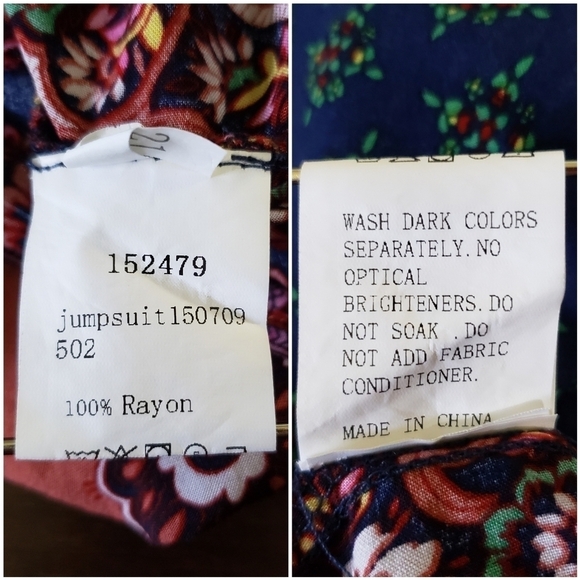 152479
jumpsuit150709
502
100% Rayon
WASH DARK COLORS
SEPARATELY. NO
OPTICAL
BRIGHTENERS. DO
NOT SOAK . DO
NOT ADD FABRIC
CONDITIONER.
MADE IN CHINA